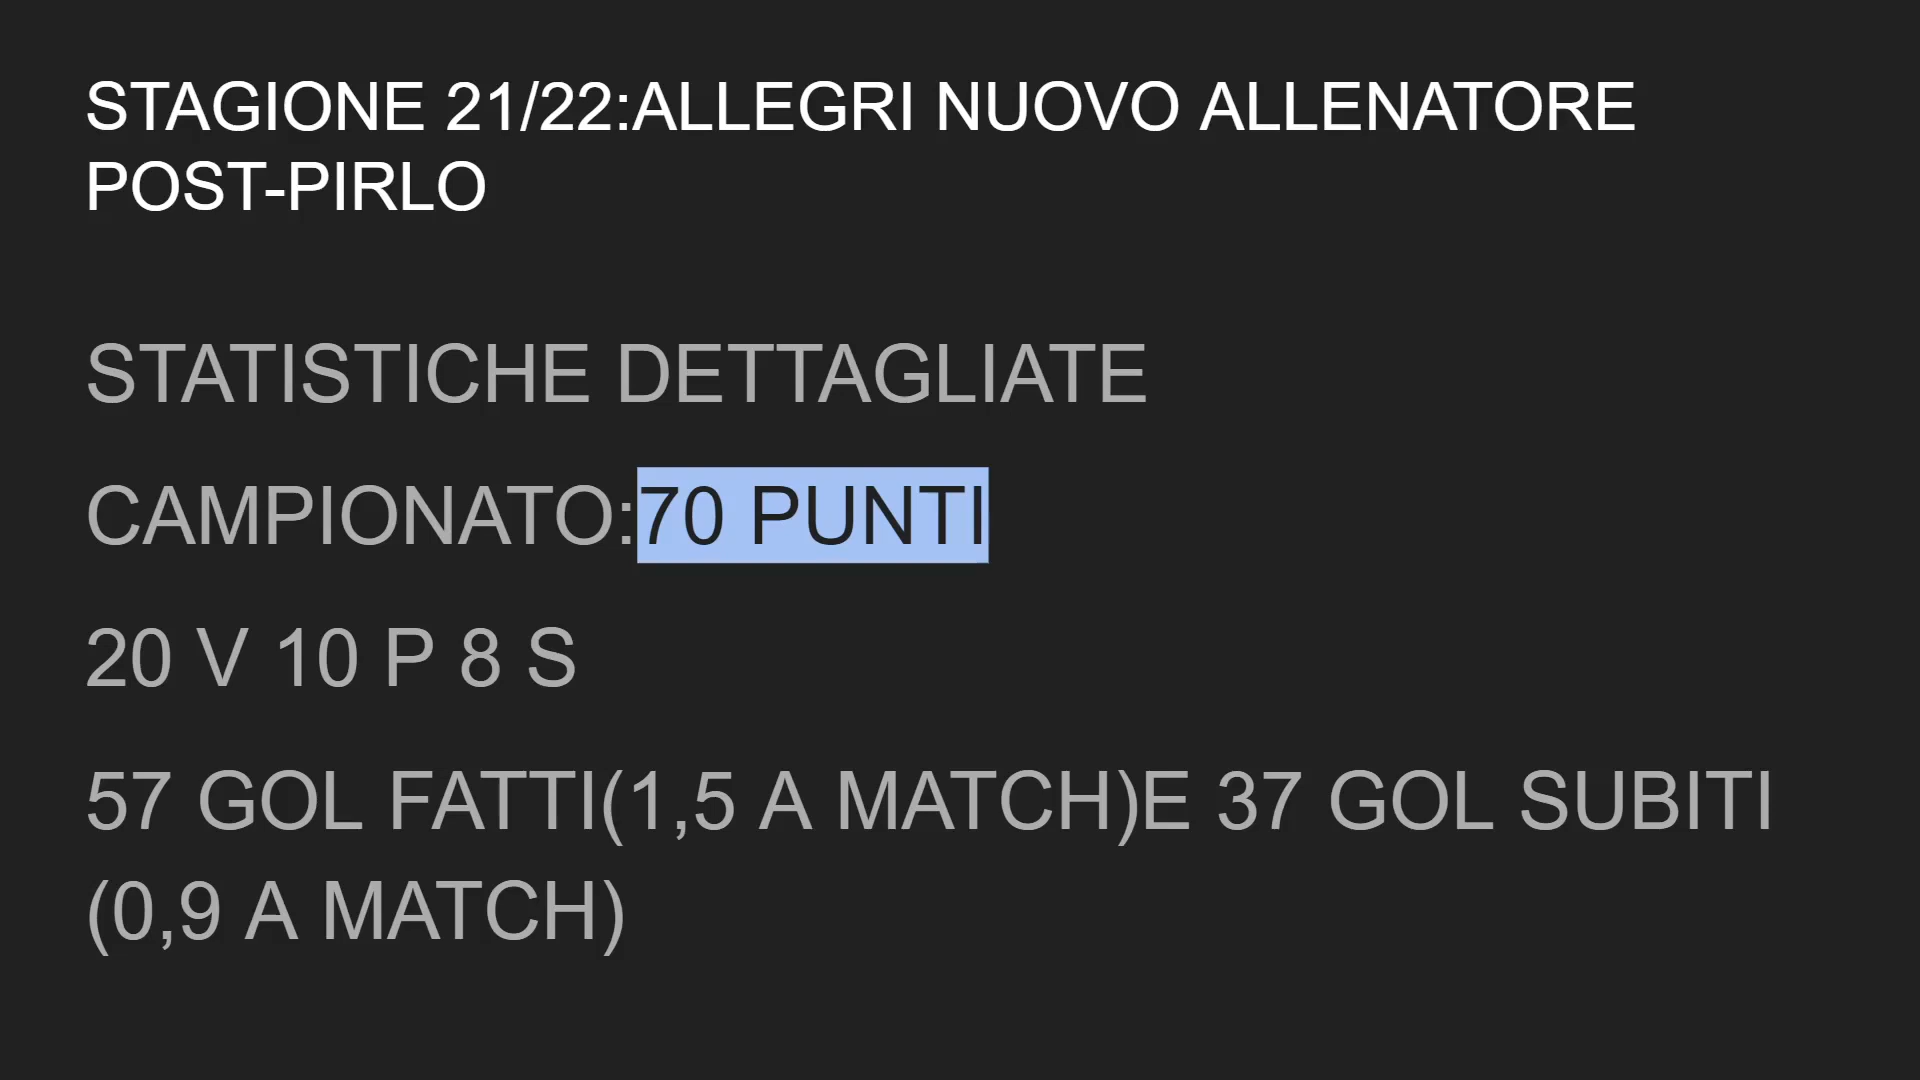 STAGIONE 21/22:ALLEGRI NUOVO ALLENATORE
POST-PIRLO
STATISTICHE DETTAGLIATE
CAMPIONATO:70 PUNTI
20 V 10 P 8 S
57 GOL FATTI(1,5 A MATCH)E 37 GOL SUBITI
(0,9 A MATCH)